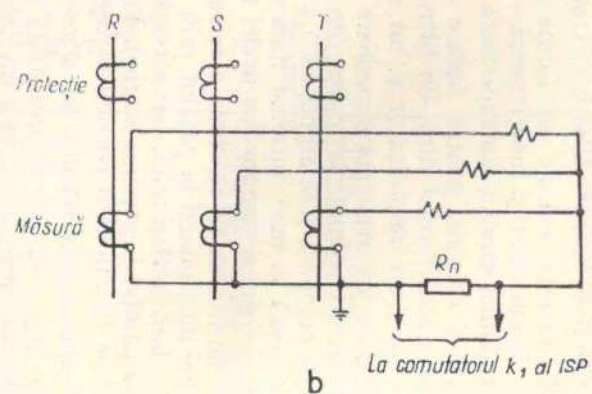 R S T
Protecție
Măsură
Rn
La comutatorul k, al ISP
b